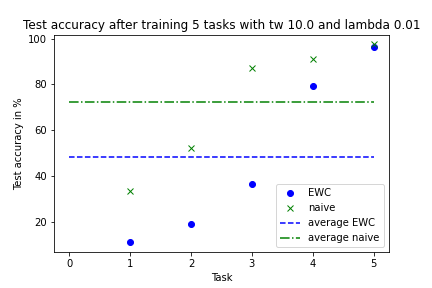 Test accuracy after training 5 tasks with tw 10.0 and lambda 0.01
100
80
60
40
20
Test accuracy in %
0 1 2 3 4 5
Task
EWC
naive
average EWC
average naive